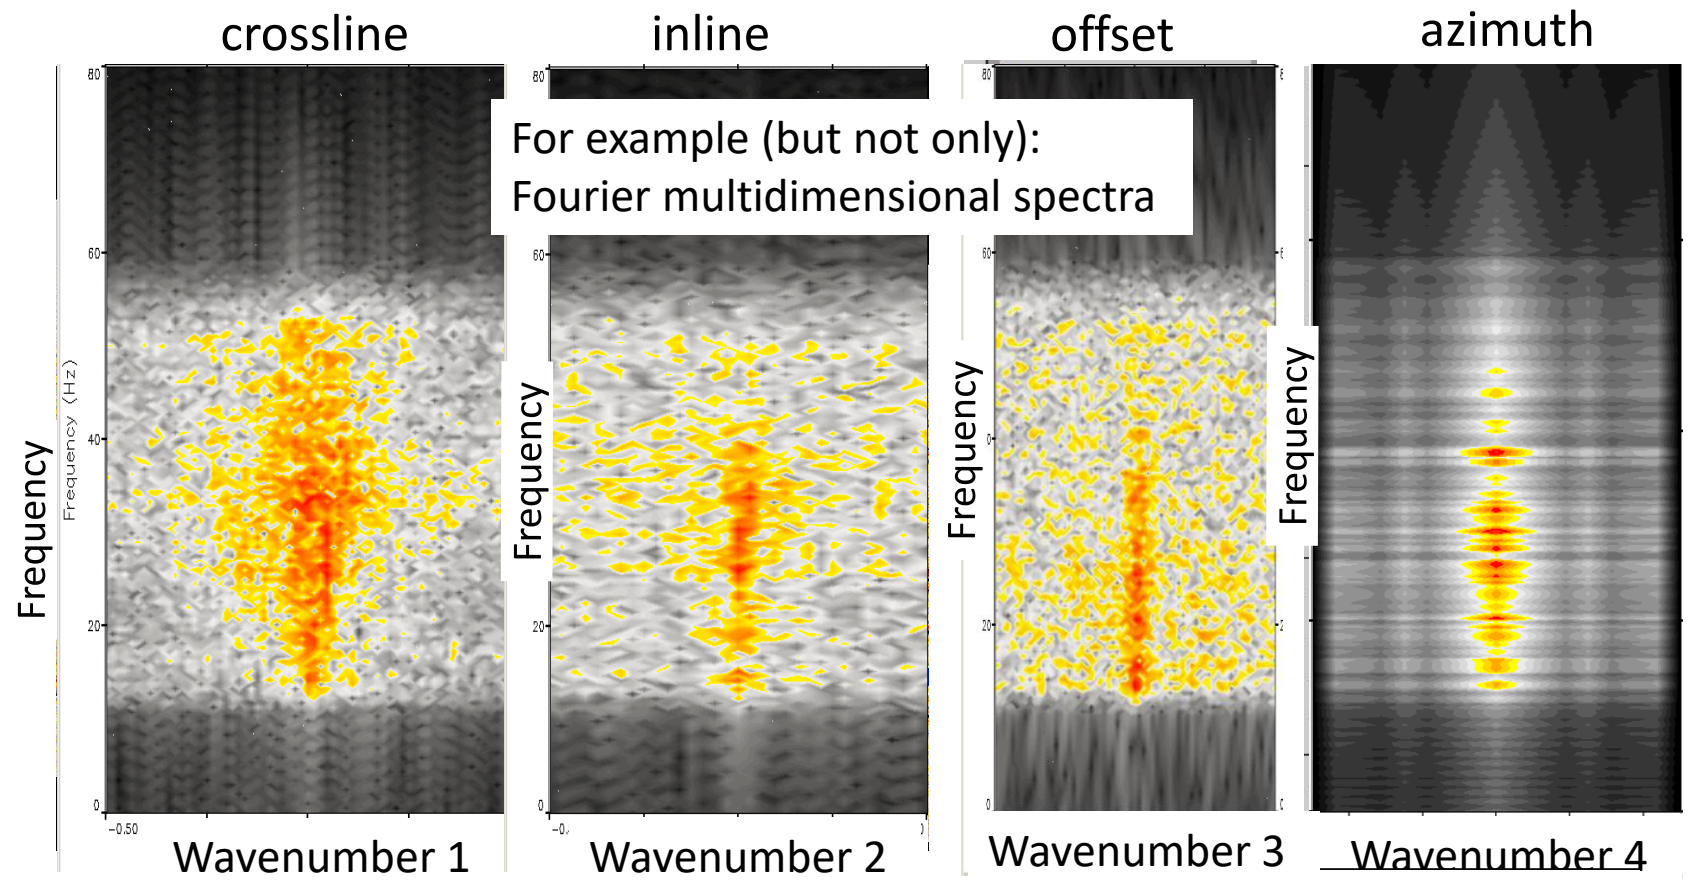 crossline
inline
offset
azimuth
For example (but not only):
Fourier multidimensional spectra
80
60
40
20
0
Frequency
Frequency (Hz)
-0.50
Wavenumber 1
80
60
20
0
Frequency
-0.
Wavenumber 2
80
60
0
20
0
Frequency
Wavenumber 3
Frequency
Wavenumber 4